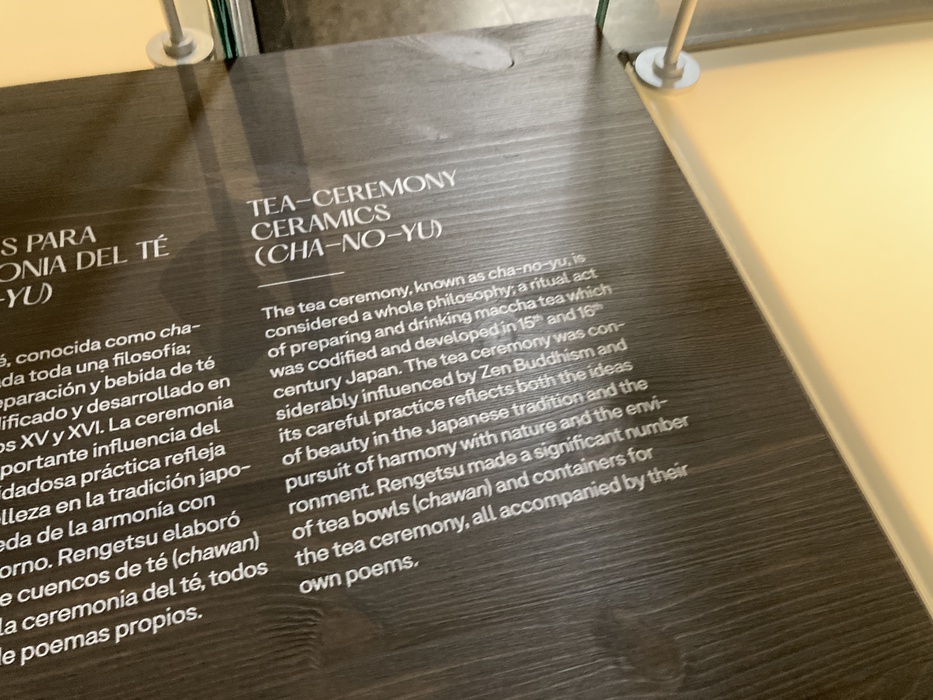 S PARA
ONIA DEL TÉ
-YU)
é, conocida como cha-
da toda una filosofía;
eparación y bebida de té
dificado y desarrollado en
os XV y XVI. La ceremonia
portante influencia del
idadosa práctica refleja
lleza en la tradición japo-
eda de la armonía con
orno. Rengetsu elaboró
e cuencos de té (chawan)
la ceremonia del té, todos
de poemas propios.
TEA-CEREMONY
CERAMICS
(CHA-NO-YU)
The tea ceremony, known as cha-no-yu, is
considered a whole philosophy; a ritual act
of preparing and drinking maccha tea which
was codified and developed in 15th and 16th
century Japan. The tea ceremony was con-
siderably influenced by Zen Buddhism and
its careful practice reflects both the ideas
of beauty in the Japanese tradition and the
pursuit of harmony with nature and the envi-
ronment. Rengetsu made a significant number
of tea bowls (chawan) and containers for
the tea ceremony, all accompanied by their
own poems.